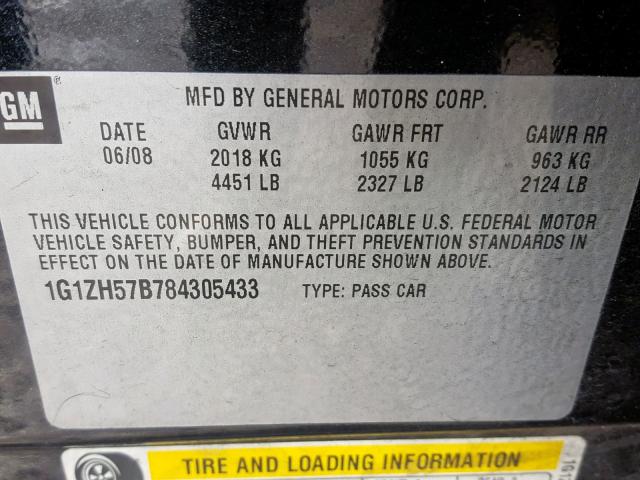 GM ®
MFD BY GENERAL MOTORS CORP.
DATE GVWR GAWR FRT GAWR RR
06/08 2018 KG 1055 KG 963 KG
4451 LB 2327 LB 2124 LB
THIS VEHICLE CONFORMS TO ALL APPLICABLE U.S. FEDERAL MOTOR
VEHICLE SAFETY, BUMPER, AND THEFT PREVENTION STANDARDS IN
EFFECT ON THE DATE OF MANUFACTURE SHOWN ABOVE.
1G1ZH57B784305433 TYPE: PASS CAR
TIRE AND LOADING INFORMATION